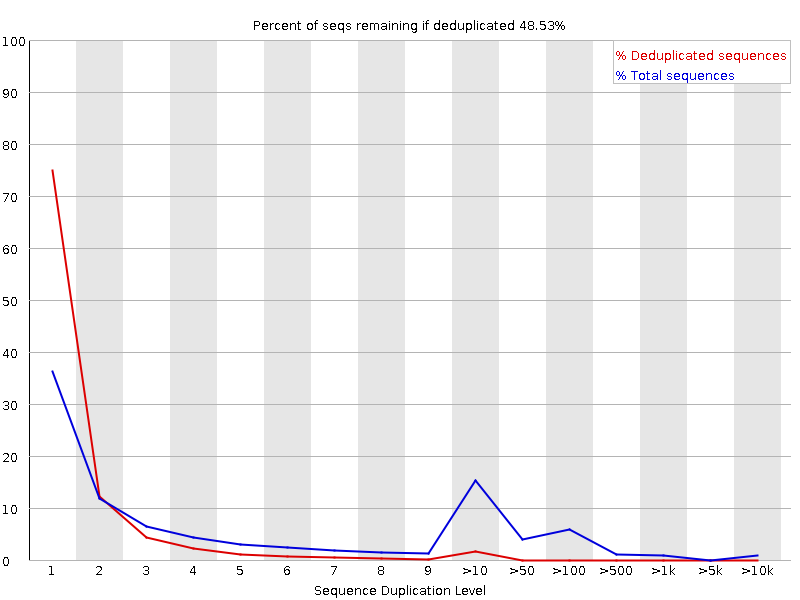 Percent of seqs remaining if deduplicated 48.53%
% Deduplicated sequences
% Total sequences
100
90
80
70
60
50
40
30
20
10
0
1 2 3 4 5 6 7 8 9 >10 >50 >100 >500 >1k >5k >10k
Sequence Duplication Level